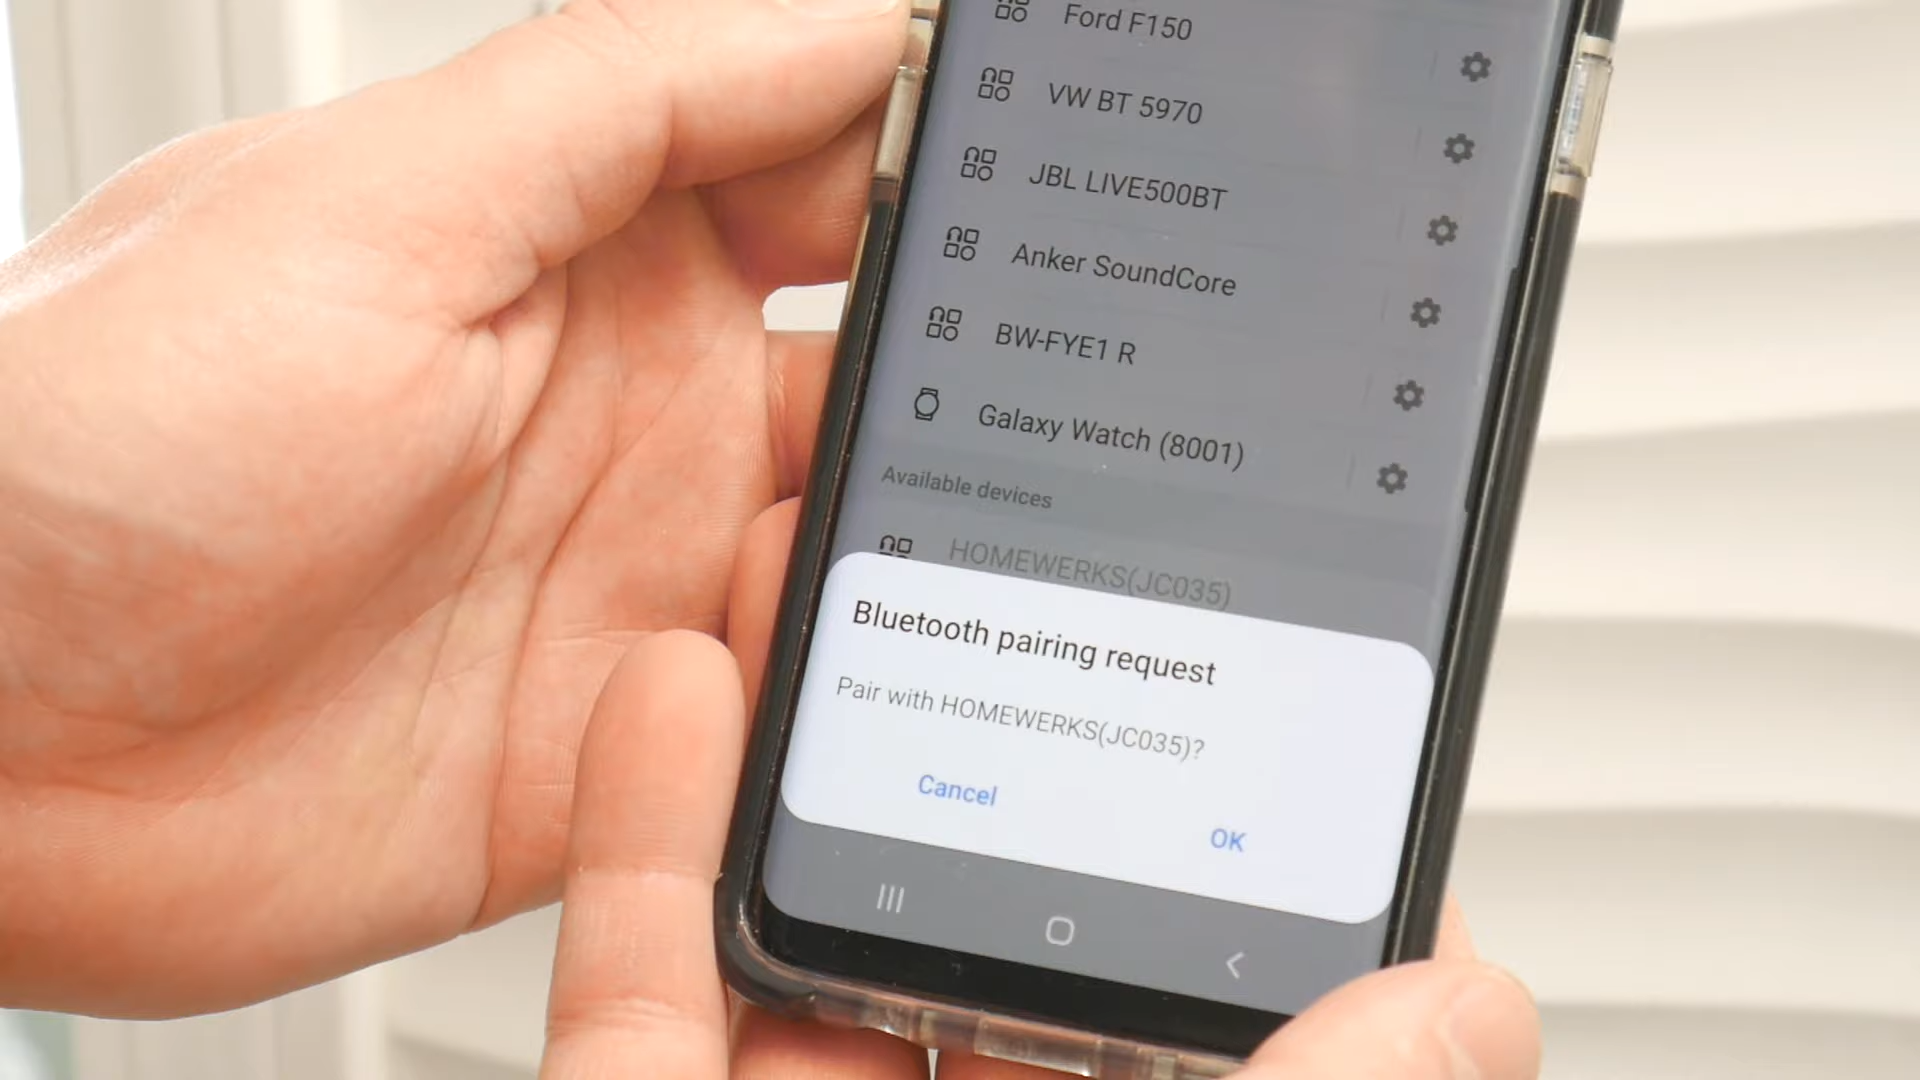 Ford F150
VW BT 5970
JBL LIVE500BT
Anker SoundCore
BW-FYE1 R
Galaxy Watch (8001)
Available devices
HOMEWERKS(JC035)
Bluetooth pairing request
Pair with HOMEWERKS(JC035)?
Cancel
OK